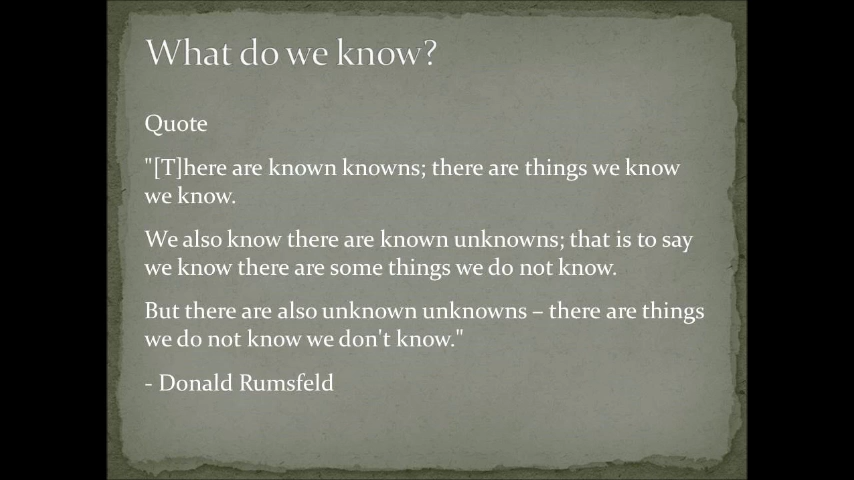 What do we know?
Quote
"[T]here are known knowns; there are things we know
we know.
We also know there are known unknowns; that is to say
we know there are some things we do not know.
But there are also unknown unknowns – there are things
we do not know we don't know."
- Donald Rumsfeld